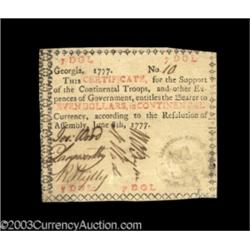 7 DOL 7 DOL
Georgia, 1777. No 10
THIS CERTIFICATE, for the Support
of the Continental Troops, and other Ex-
pences of Government, entitles the Bearer to
SEVEN DOLLARS, in CONTINENTAL
Currency, according to the Resolution of
Assembly, June 8th, 1777.
7 DOL 7 DOL
©2003CurrencyAuction.com